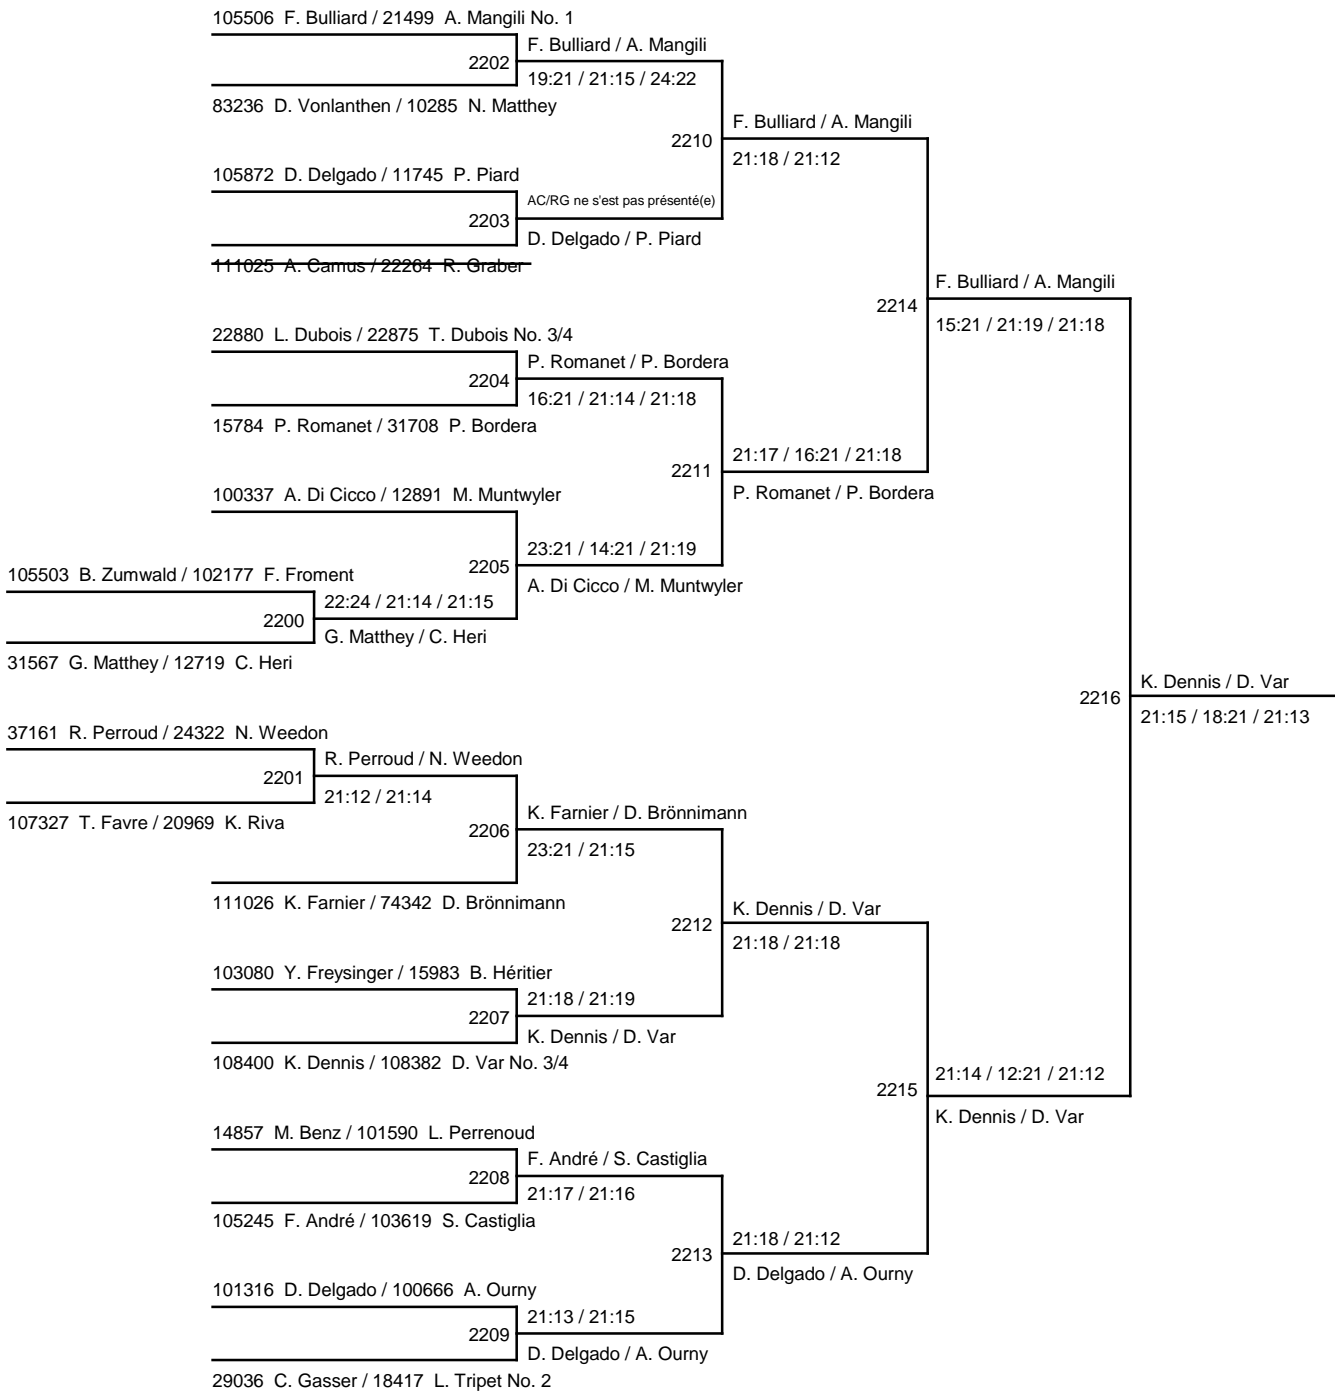 105506 F. Bulliard / 21499 A. Mangili No. 1
F. Bulliard / A. Mangili
2202
19:21 / 21:15 / 24:22
83236 D. Vonlanthen / 10285 N. Matthey
F. Bulliard / A. Mangili
2210
21:18 / 21:12
105872 D. Delgado / 11745 P. Piard
AC/RG ne s'est pas présenté(e)
2203
D. Delgado / P. Piard
111025 A. Camus / 22264 R. Graber
F. Bulliard / A. Mangili
2214
15:21 / 21:19 / 21:18
22880 L. Dubois / 22875 T. Dubois No. 3/4
P. Romanet / P. Bordera
2204
16:21 / 21:14 / 21:18
15784 P. Romanet / 31708 P. Bordera
21:17 / 16:21 / 21:18
2211
P. Romanet / P. Bordera
100337 A. Di Cicco / 12891 M. Muntwyler
23:21 / 14:21 / 21:19
2205
A. Di Cicco / M. Muntwyler
105503 B. Zumwald / 102177 F. Froment
22:24 / 21:14 / 21:15
2200
G. Matthey / C. Heri
31567 G. Matthey / 12719 C. Heri
K. Dennis / D. Var
2216
21:15 / 18:21 / 21:13
37161 R. Perroud / 24322 N. Weedon
R. Perroud / N. Weedon
2201
21:12 / 21:14
107327 T. Favre / 20969 K. Riva
K. Farnier / D. Brönnimann
2206
23:21 / 21:15
111026 K. Farnier / 74342 D. Brönnimann
K. Dennis / D. Var
2212
21:18 / 21:18
103080 Y. Freysinger / 15983 B. Héritier
21:18 / 21:19
2207
K. Dennis / D. Var
108400 K. Dennis / 108382 D. Var No. 3/4
21:14 / 12:21 / 21:12
2215
K. Dennis / D. Var
14857 M. Benz / 101590 L. Perrenoud
F. André / S. Castiglia
2208
21:17 / 21:16
105245 F. André / 103619 S. Castiglia
21:18 / 21:12
2213
D. Delgado / A. Ourny
101316 D. Delgado / 100666 A. Ourny
21:13 / 21:15
2209
D. Delgado / A. Ourny
29036 C. Gasser / 18417 L. Tripet No. 2